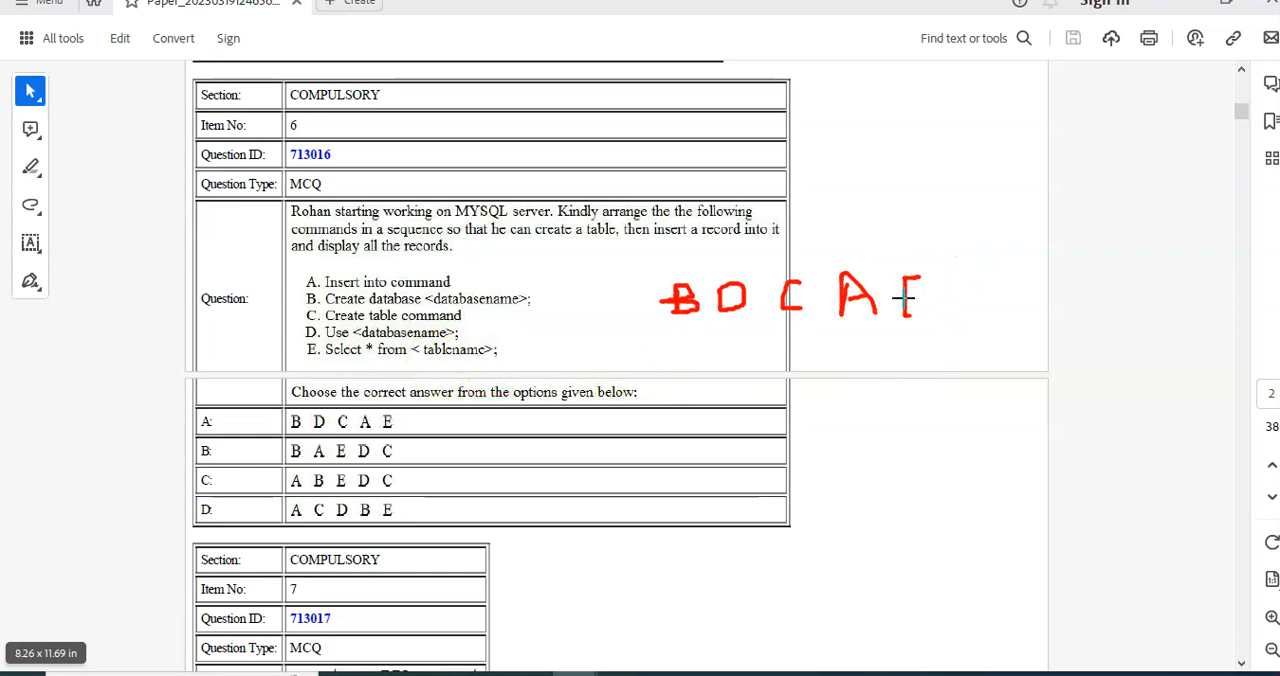 Menu Paper_20230319124636... Create Sign in
All tools Edit Convert Sign Find text or tools
Section: COMPULSORY
Item No: 6
Question ID: 713016
Question Type: MCQ
Question: Rohan starting working on MYSQL server. Kindly arrange the the following
commands in a sequence so that he can create a table, then insert a record into it
and display all the records.
A. Insert into command
B. Create database <databasename>;
C. Create table command
D. Use <databasename>;
E. Select * from < tablename>;
B D C A E
Choose the correct answer from the options given below:
A: B D C A E
B: B A E D C
C: A B E D C
D: A C D B E
Section: COMPULSORY
Item No: 7
Question ID: 713017
Question Type: MCQ
2
38
8.26 x 11.69 in